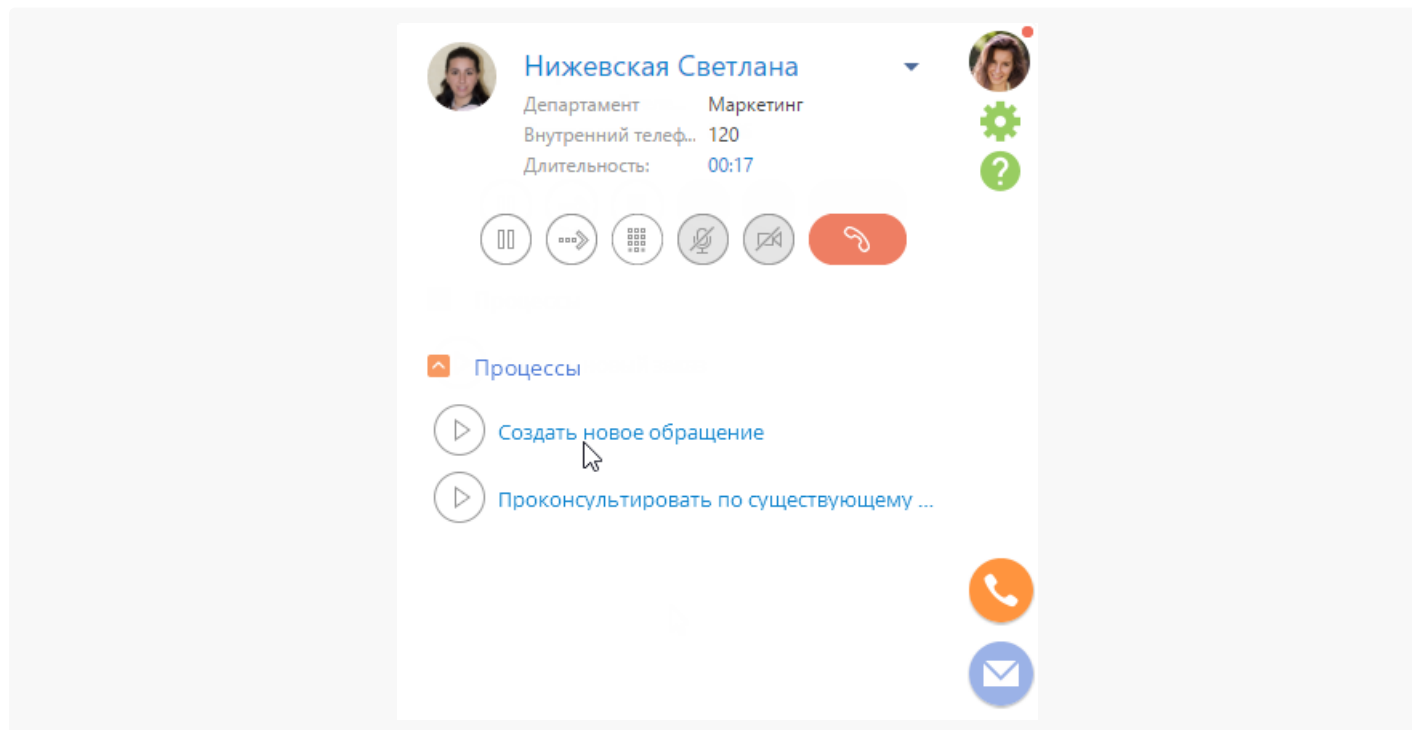 Нижевская Светлана
Департамент Маркетинг
Внутренний телеф... 120
Длительность: 00:17
Процессы
Создать новое обращение
Проконсультировать по существующему ...